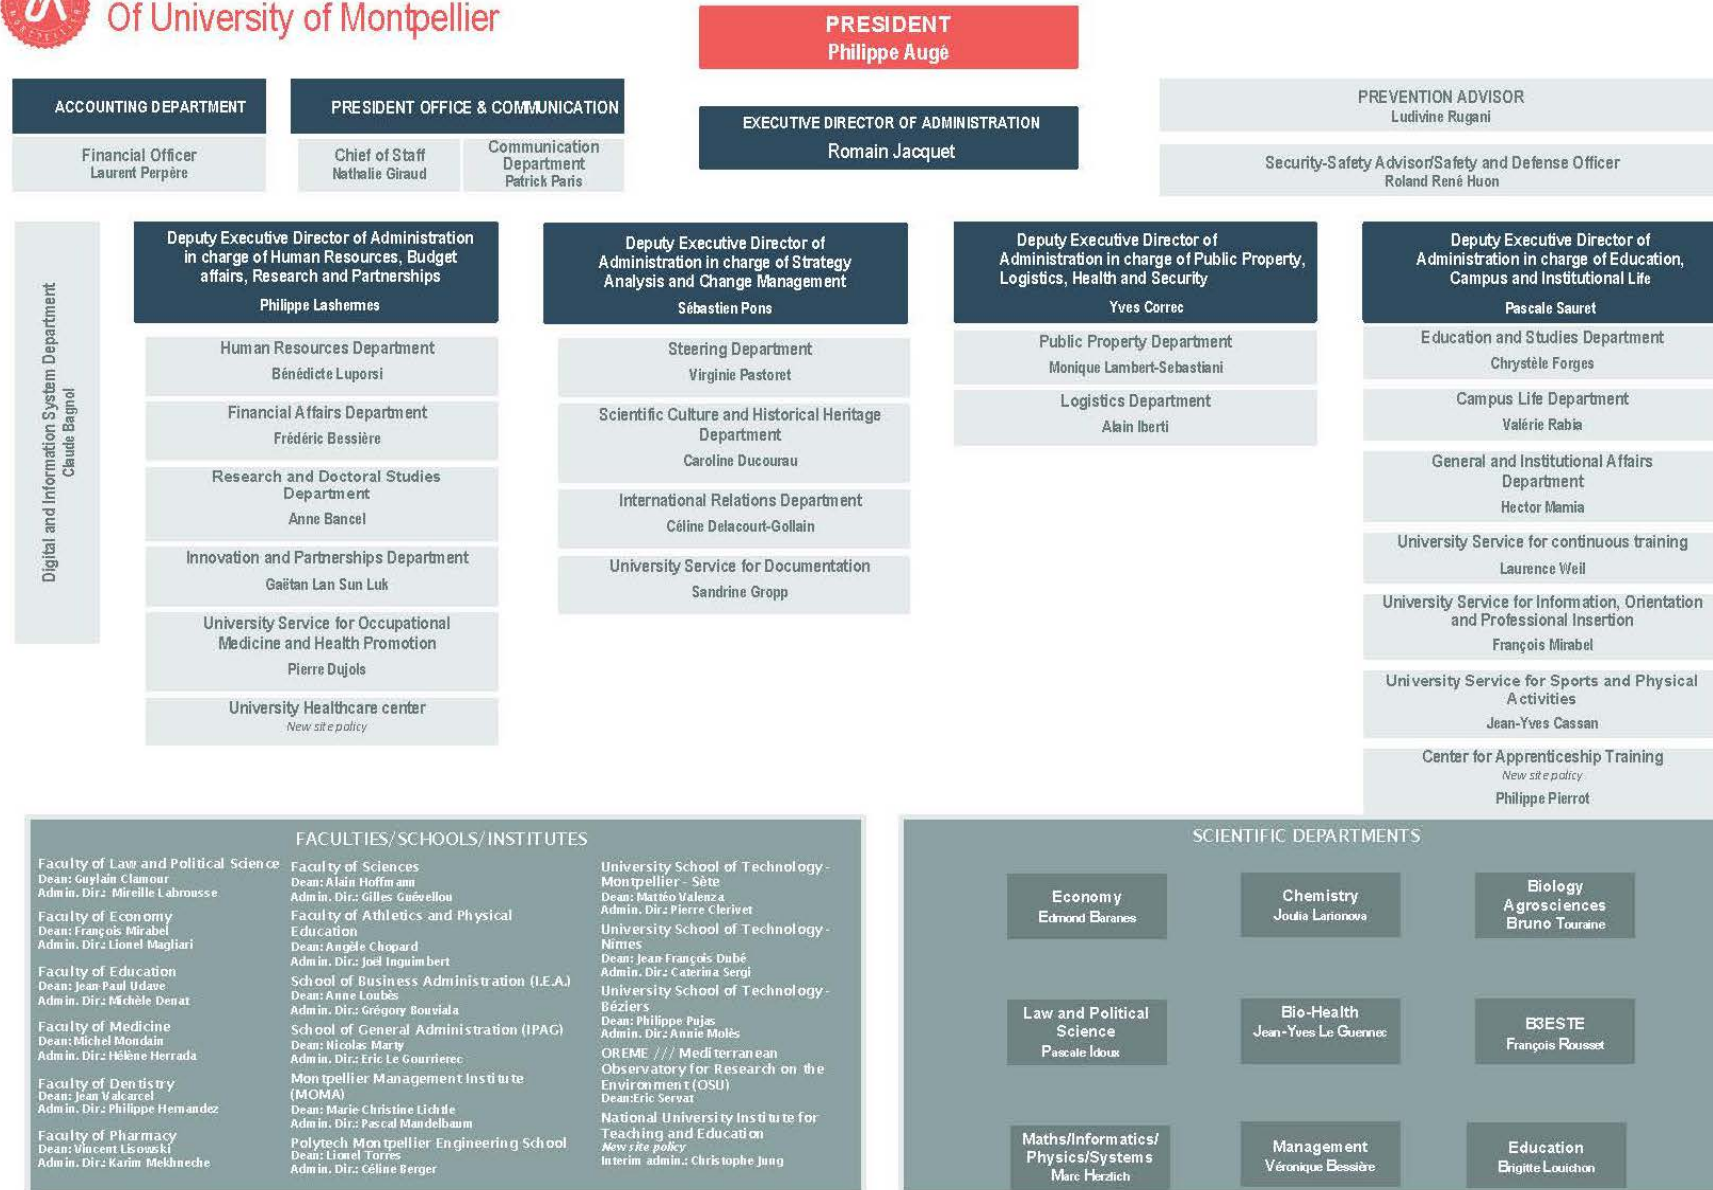 Of University of Montpellier
MONTPELLIER
PRESIDENT
Philippe Augé
ACCOUNTING DEPARTMENT
Financial Officer
Laurent Perpère
PRESIDENT OFFICE & COMMUNICATION
Chief of Staff
Nathalie Giraud
Communication
Department
Patrick Paris
EXECUTIVE DIRECTOR OF ADMINISTRATION
Romain Jacquet
PREVENTION ADVISOR
Ludivine Rugani
Security-Safety Advisor/Safety and Defense Officer
Roland René Huon
Digital and Information System Department
Claude Bagnol
Deputy Executive Director of Administration
in charge of Human Resources, Budget
affairs, Research and Partnerships
Philippe Lashermes
Human Resources Department
Bénédicte Luporsi
Financial Affairs Department
Frédéric Bessière
Research and Doctoral Studies
Department
Anne Bancel
Innovation and Partnerships Department
Gaëtan Lan Sun Luk
University Service for Occupational
Medicine and Health Promotion
Pierre Dujols
University Healthcare center
New site policy
Deputy Executive Director of
Administration in charge of Strategy
Analysis and Change Management
Sébastien Pons
Steering Department
Virginie Pastoret
Scientific Culture and Historical Heritage
Department
Caroline Ducourau
International Relations Department
Céline Delacourt-Gollain
University Service for Documentation
Sandrine Gropp
Deputy Executive Director of
Administration in charge of Public Property,
Logistics, Health and Security
Yves Correc
Public Property Department
Monique Lambert-Sebastiani
Logistics Department
Alain Iberti
Deputy Executive Director of
Administration in charge of Education,
Campus and Institutional Life
Pascale Sauret
Education and Studies Department
Chrystèle Forges
Campus Life Department
Valérie Rabia
General and Institutional Affairs
Department
Hector Mamia
University Service for continuous training
Laurence Weil
University Service for Information, Orientation
and Professional Insertion
François Mirabel
University Service for Sports and Physical
Activities
Jean-Yves Cassan
Center for Apprenticeship Training
New site policy
Philippe Pierrot
FACULTIES/SCHOOLS/INSTITUTES
Faculty of Law and Political Science
Dean: Guylain Clamour
Admin. Dir.: Mireille Labrousse
Faculty of Economy
Dean: François Mirabel
Admin. Dir.: Lionel Magliari
Faculty of Education
Dean: Jean-Paul Udave
Admin. Dir.: Michèle Denat
Faculty of Medicine
Dean: Michel Mondain
Admin. Dir.: Hélène Herrada
Faculty of Dentistry
Dean: Jean Valcarcel
Admin. Dir.: Philippe Hernandez
Faculty of Pharmacy
Dean: Vincent Lisowski
Admin. Dir.: Karim Mekhneche
Faculty of Sciences
Dean: Alain Hoffmann
Admin. Dir.: Gilles Guévellou
Faculty of Athletics and Physical
Education
Dean: Angèle Chopard
Admin. Dir.: Joël Inguimbert
School of Business Administration (I.E.A.)
Dean: Anne Loubès
Admin. Dir.: Grégory Bouviala
School of General Administration (IPAG)
Dean: Nicolas Marty
Admin. Dir.: Eric Le Gourrierec
Montpellier Management Institute
(MOMA)
Dean: Marie-Christine Lichtle
Admin. Dir.: Pascal Mandelbaum
Polytech Montpellier Engineering School
Dean: Lionel Torres
Admin. Dir.: Céline Berger
University School of Technology -
Montpellier - Sète
Dean: Mattéo Valenza
Admin. Dir.: Pierre Clerivet
University School of Technology -
Nîmes
Dean: Jean-François Dubé
Admin. Dir.: Caterina Sergi
University School of Technology -
Béziers
Dean: Philippe Pujas
Admin. Dir.: Annie Molès
OREME /// Mediterranean
Observatory for Research on the
Environment (OSU)
Dean:Eric Servat
National University Institute for
Teaching and Education
New site policy
Interim admin.: Christophe Jung
SCIENTIFIC DEPARTMENTS
Economy
Edmond Baranes
Chemistry
Joulia Larionova
Biology
Agrosciences
Bruno Touraine
Law and Political
Science
Pascale Idoux
Bio-Health
Jean-Yves Le Guennec
B3ESTE
François Rousset
Maths/Informatics/
Physics/Systems
Marc Herzlich
Management
Véronique Bessière
Education
Brigitte Louichon